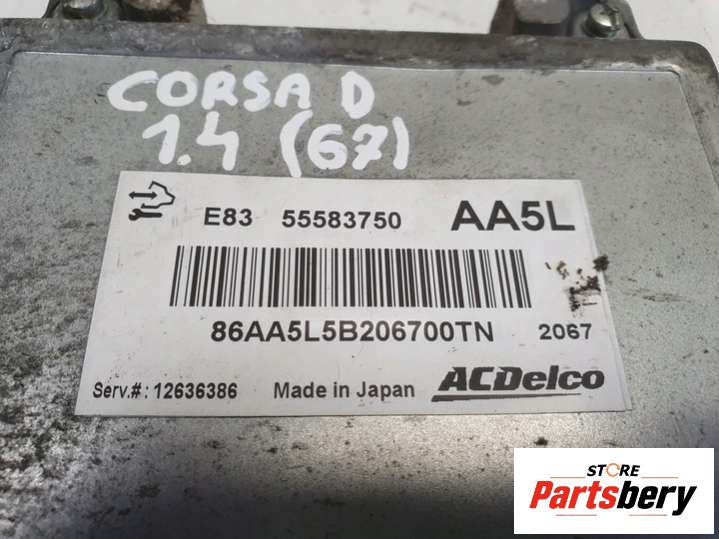 CORSA D
1.4 (67)
E83 55583750 AA5L
86AA5L5B206700TN 2067
Serv.#: 12636386 Made in Japan ACDelco
STORE
Partsbery